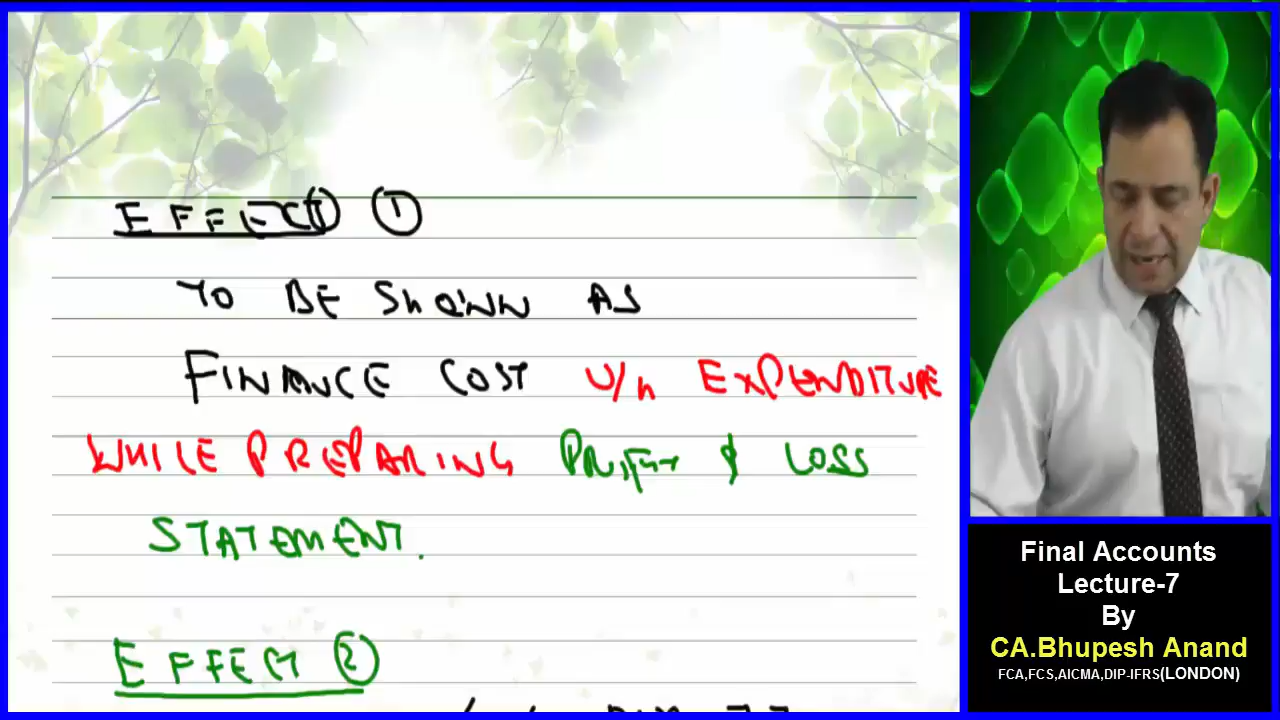 EFFECT ①
TO BE SHOWN AS
FINANCE COST U/H EXPENDITURE
WHILE PREPARING PROFIT & LOSS
STATEMENT.
EFFECT ②
Final Accounts
Lecture-7
By
CA.Bhupesh Anand
FCA,FCS,AICMA,DIP-IFRS(LONDON)